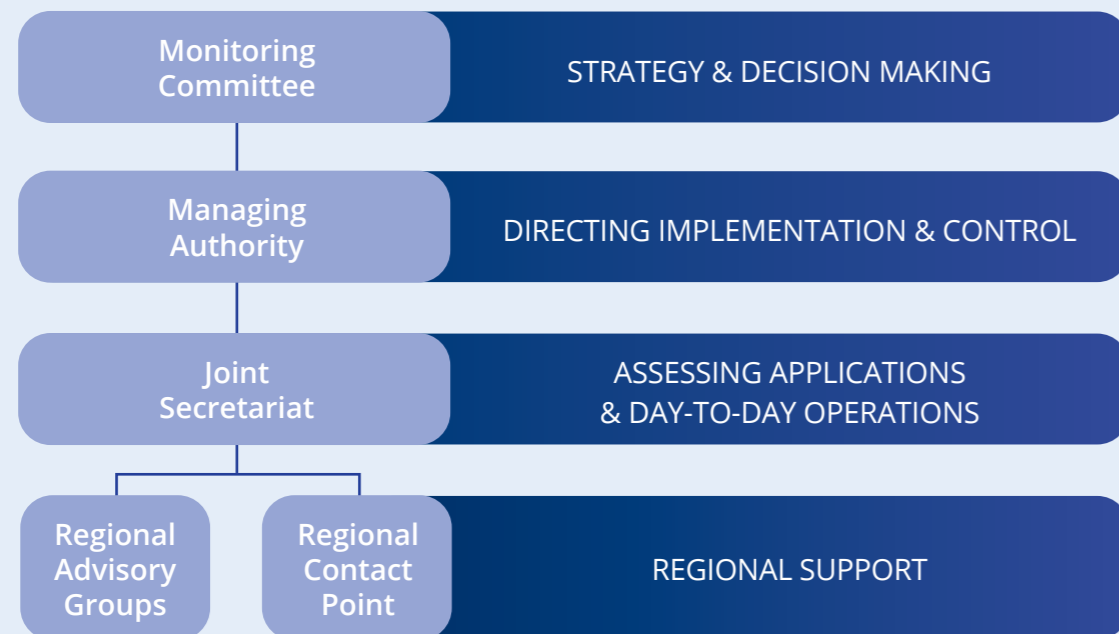 Monitoring
Committee
STRATEGY & DECISION MAKING
Managing
Authority
DIRECTING IMPLEMENTATION & CONTROL
Joint
Secretariat
ASSESSING APPLICATIONS
& DAY-TO-DAY OPERATIONS
Regional
Advisory
Groups
Regional
Contact
Point
REGIONAL SUPPORT